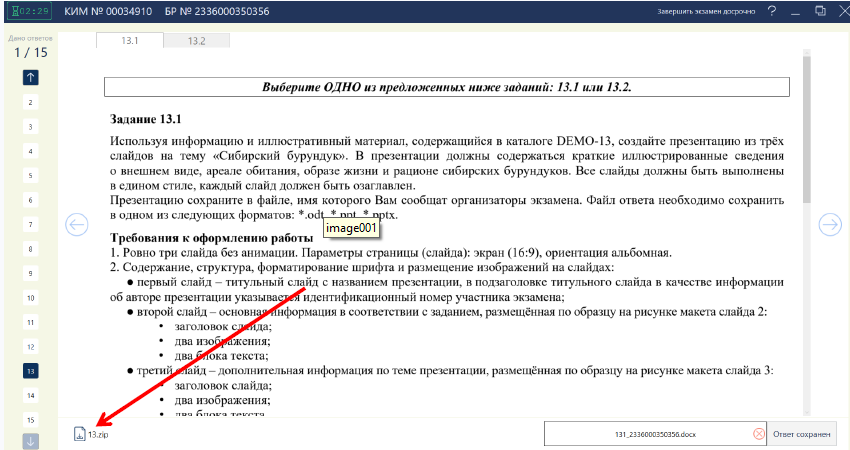 02:29 КИМ № 00034910 БР № 2336000350356 Завершить экзамен досрочно ?
Дано ответов
1 / 15
13.1 13.2
2
3
4
5
6
7
8
9
10
11
12
13
14
15
Выберите ОДНО из предложенных ниже заданий: 13.1 или 13.2.
Задание 13.1
Используя информацию и иллюстративный материал, содержащийся в каталоге DEMO-13, создайте презентацию из трёх
слайдов на тему «Сибирский бурундук». В презентации должны содержаться краткие иллюстрированные сведения
о внешнем виде, ареале обитания, образе жизни и рационе сибирских бурундуков. Все слайды должны быть выполнены
в едином стиле, каждый слайд должен быть озаглавлен.
Презентацию сохраните в файле, имя которого Вам сообщат организаторы экзамена. Файл ответа необходимо сохранить
в одном из следующих форматов: *.odt, *.ppt, *.pptx.
image001
Требования к оформлению работы
1. Ровно три слайда без анимации. Параметры страницы (слайда): экран (16:9), ориентация альбомная.
2. Содержание, структура, форматирование шрифта и размещение изображений на слайдах:
● первый слайд – титульный слайд с названием презентации, в подзаголовке титульного слайда в качестве информации
об авторе презентации указывается идентификационный номер участника экзамена;
● второй слайд – основная информация в соответствии с заданием, размещённая по образцу на рисунке макета слайда 2:
• заголовок слайда;
• два изображения;
• два блока текста;
● третий слайд – дополнительная информация по теме презентации, размещённая по образцу на рисунке макета слайда 3:
• заголовок слайда;
• два изображения;
• два блока текста
13.zip 131_2336000350356.docx Ответ сохранен